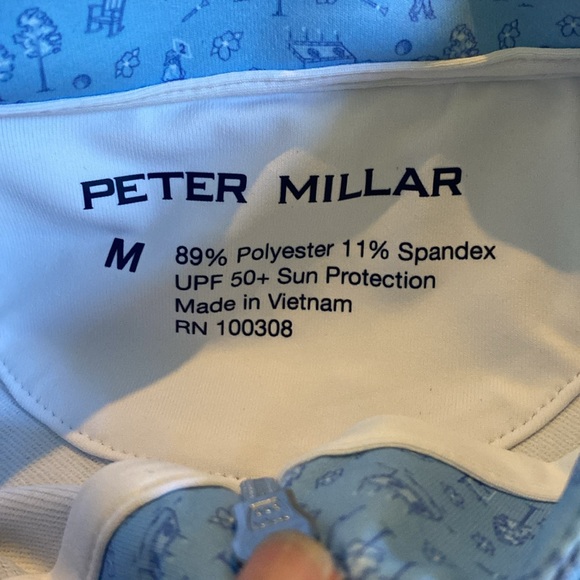 PETER MILLAR
M
89% Polyester 11% Spandex
UPF 50+ Sun Protection
Made in Vietnam
RN 100308